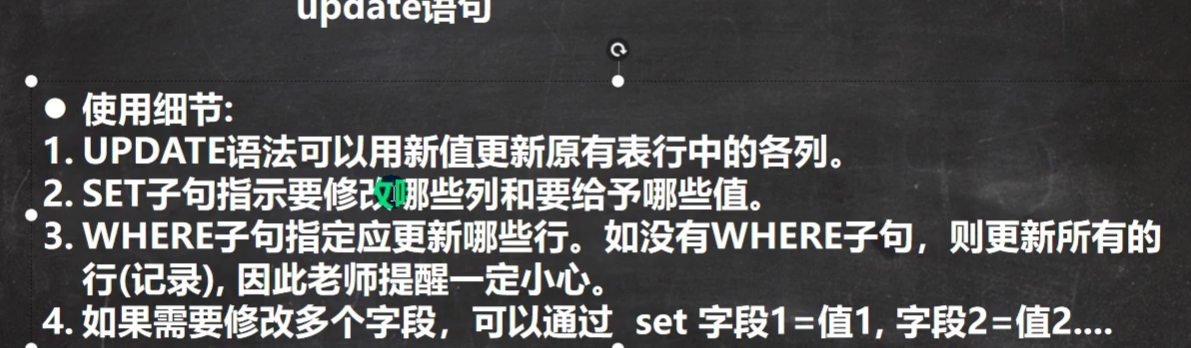 update语句
● 使用细节:
1. UPDATE语法可以用新值更新原有表行中的各列。
2. SET子句指示要修改哪些列和要给予哪些值。
3. WHERE子句指定应更新哪些行。如没有WHERE子句，则更新所有的
行(记录), 因此老师提醒一定小心。
4. 如果需要修改多个字段，可以通过 set 字段1=值1, 字段2=值2....